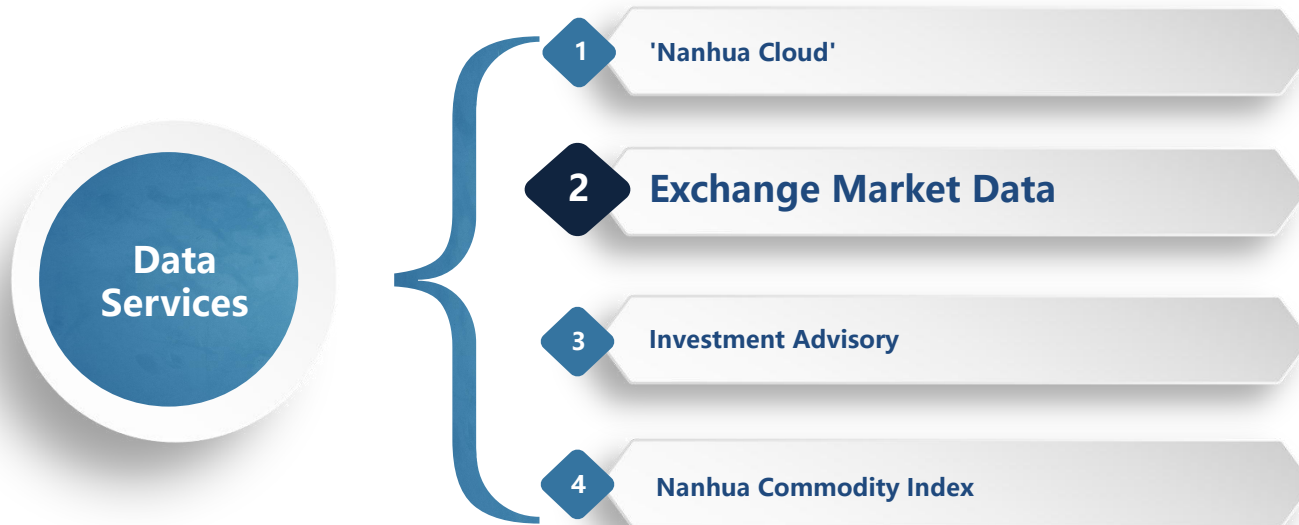 Data
Services
1
'Nanhua Cloud'
2
Exchange Market Data
3
Investment Advisory
4
Nanhua Commodity Index